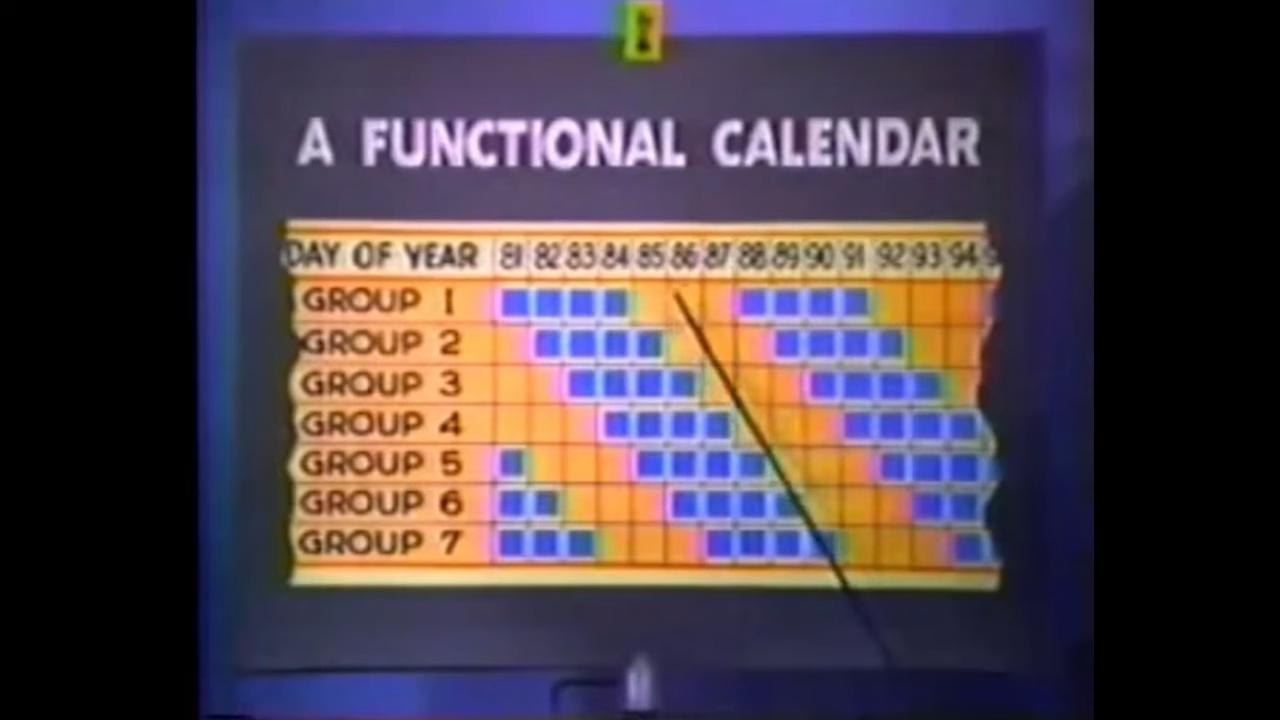 A FUNCTIONAL CALENDAR
DAY OF YEAR 81 82 83 84 85 86 87 88 89 90 91 92 93 94
GROUP 1
GROUP 2
GROUP 3
GROUP 4
GROUP 5
GROUP 6
GROUP 7